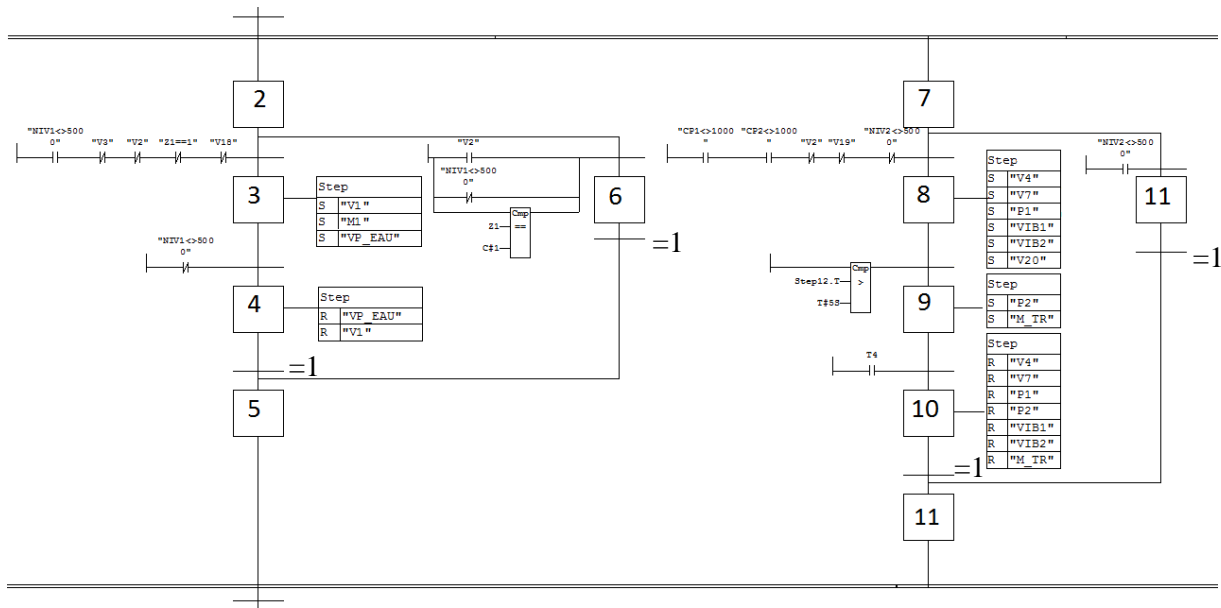 2
7
"NIV1<>500
0"
"V3"
"V2"
"Z1==1"
"V18"
3
Step
S "V1"
S "M1"
S "VP_EAU"
"V2"
"NIV1<>500
0"
Cmp
==
Z1
C#1
6
=1
"NIV1<>500
0"
4
Step
R "VP_EAU"
R "V1"
=1
5
"CP1<>1000
"
"CP2<>1000
"
"V2"
"V19"
"NIV2<>500
0"
8
Step
S "V4"
S "V7"
S "P1"
S "VIB1"
S "VIB2"
S "V20"
"NIV2<>500
0"
11
=1
Cmp
>
Step12.T
T#5S
9
Step
S "P2"
S "M_TR"
T4
10
Step
R "V4"
R "V7"
R "P1"
R "P2"
R "VIB1"
R "VIB2"
R "M_TR"
=1
11